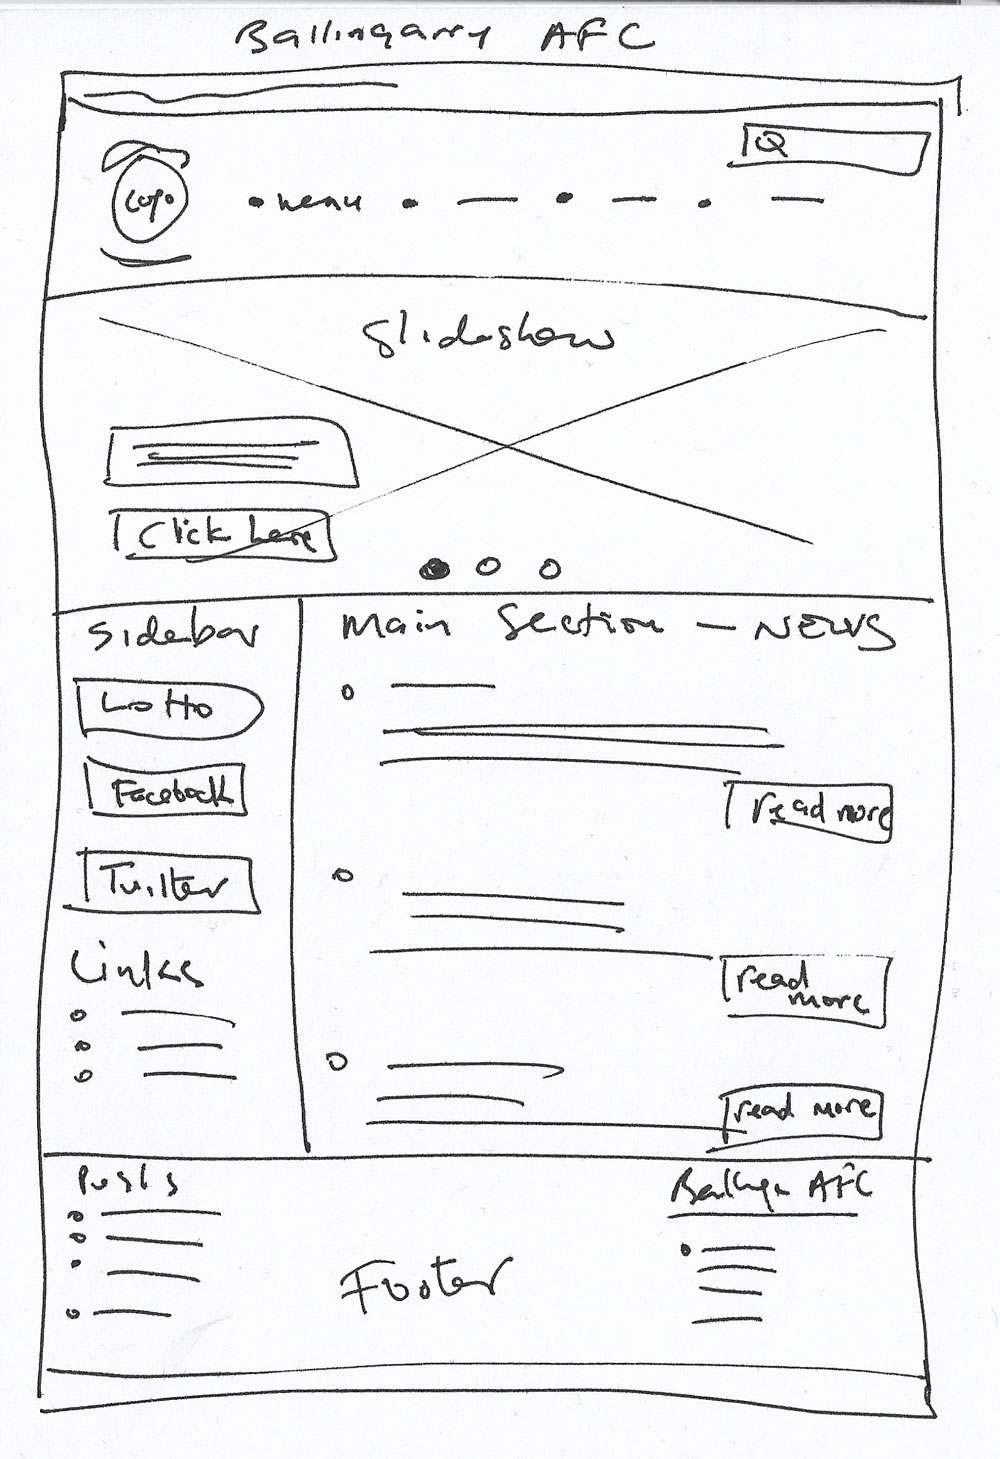 Ballingarry AFC
Q
Logo
menu
Slideshow
Click here
Sidebar
Main Section — NEWS
Lotto
Facebook
read more
Twitter
Links
read
more
read more
Posts
AFC
Footer